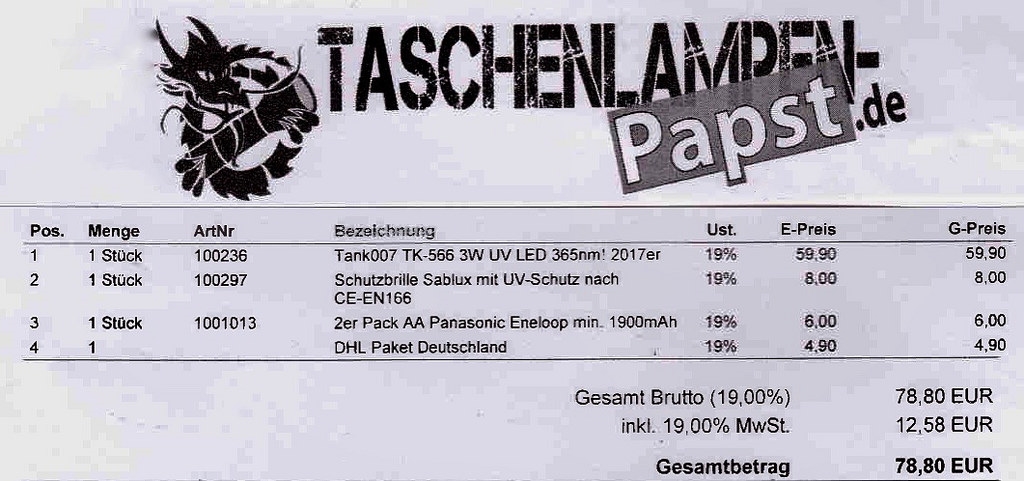 TASCHENLAMPEN-
Papst.de
Pos. Menge ArtNr Bezeichnung Ust. E-Preis G-Preis
1 1 Stück 100236 Tank007 TK-566 3W UV LED 365nm! 2017er 19% 59,90 59,90
2 1 Stück 100297 Schutzbrille Sablux mit UV-Schutz nach 19% 8,00 8,00
CE-EN166
3 1 Stück 1001013 2er Pack AA Panasonic Eneloop min. 1900mAh 19% 6,00 6,00
4 1 DHL Paket Deutschland 19% 4,90 4,90
Gesamt Brutto (19,00%) 78,80 EUR
inkl. 19,00% MwSt. 12,58 EUR
Gesamtbetrag 78,80 EUR